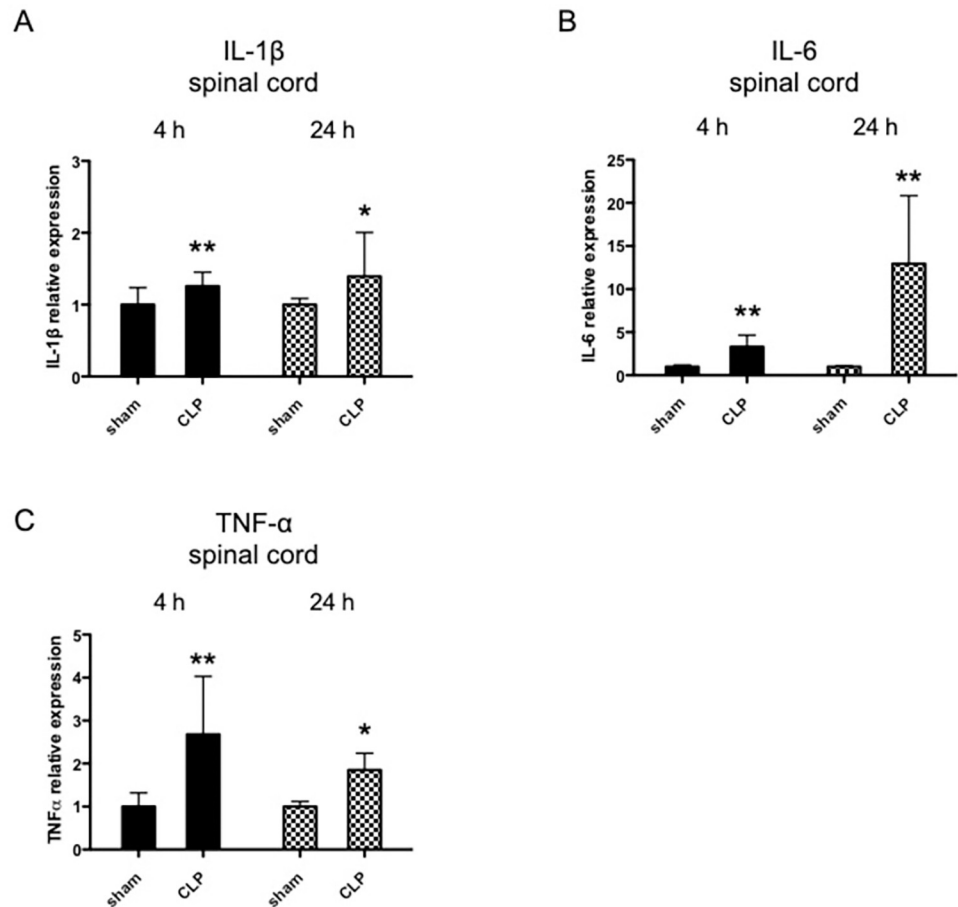 A
IL-1β
spinal cord
4 h 24 h
IL-1β relative expression
3
2
1
0
** *
sham CLP sham CLP
B
IL-6
spinal cord
4 h 24 h
IL-6 relative expression
25
20
15
10
5
0
** **
sham CLP sham CLP
C
TNF-α
spinal cord
4 h 24 h
TNFα relative expression
5
4
3
2
1
0
** *
sham CLP sham CLP